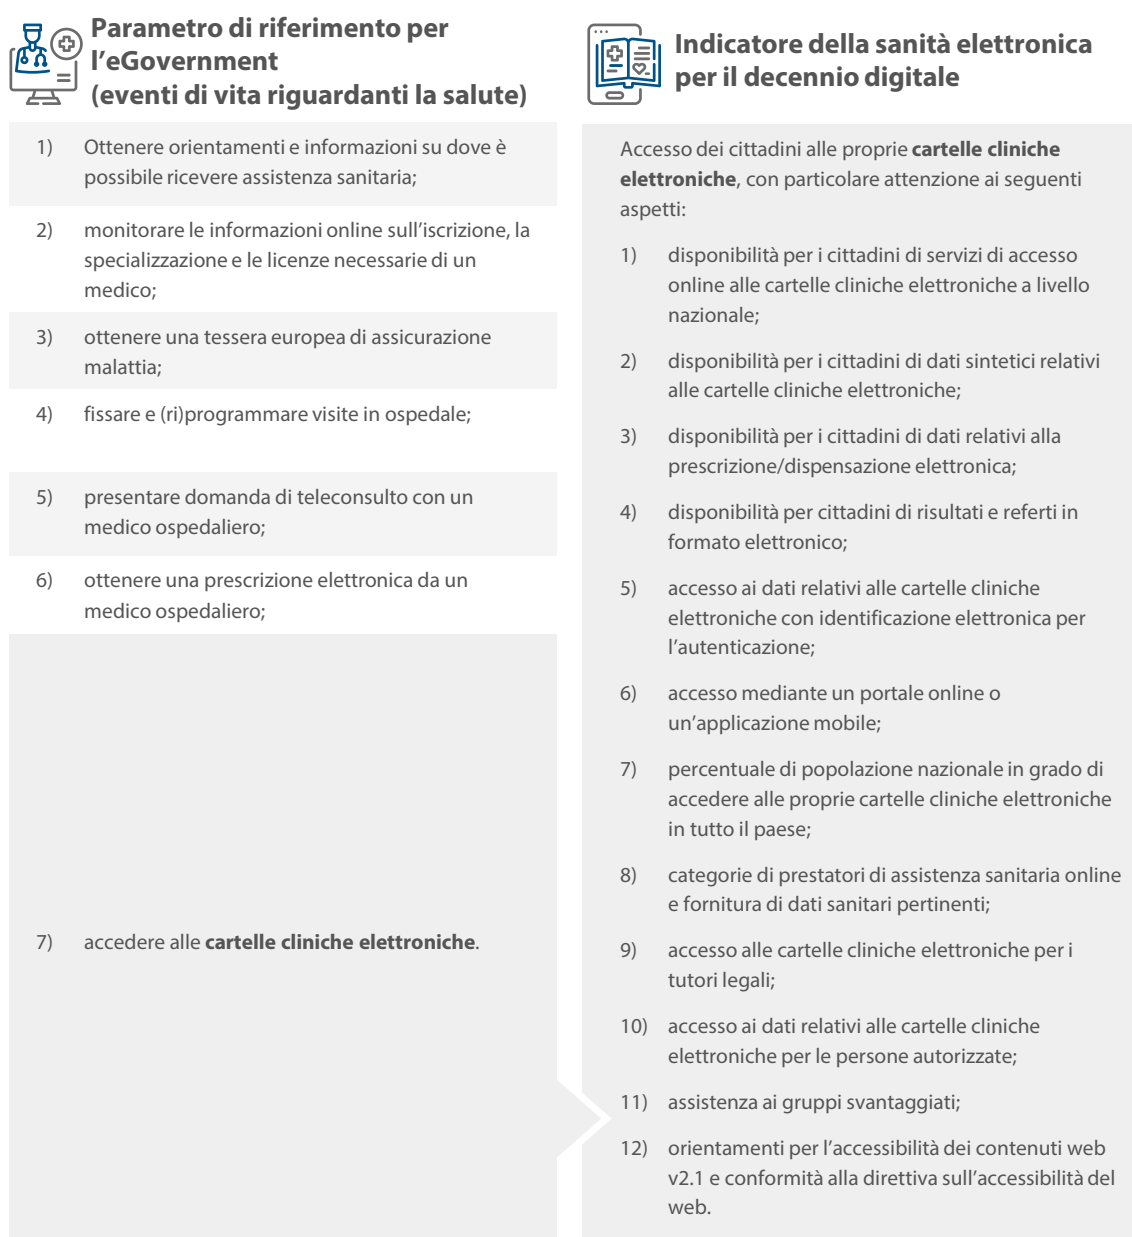 Parametro di riferimento per
l’eGovernment
(eventi di vita riguardanti la salute)
1) Ottenere orientamenti e informazioni su dove è
possibile ricevere assistenza sanitaria;
2) monitorare le informazioni online sull’iscrizione, la
specializzazione e le licenze necessarie di un
medico;
3) ottenere una tessera europea di assicurazione
malattia;
4) fissare e (ri)programmare visite in ospedale;
5) presentare domanda di teleconsulto con un
medico ospedaliero;
6) ottenere una prescrizione elettronica da un
medico ospedaliero;
7) accedere alle cartelle cliniche elettroniche.
Indicatore della sanità elettronica
per il decennio digitale
Accesso dei cittadini alle proprie cartelle cliniche
elettroniche, con particolare attenzione ai seguenti
aspetti:
1) disponibilità per i cittadini di servizi di accesso
online alle cartelle cliniche elettroniche a livello
nazionale;
2) disponibilità per i cittadini di dati sintetici relativi
alle cartelle cliniche elettroniche;
3) disponibilità per i cittadini di dati relativi alla
prescrizione/dispensazione elettronica;
4) disponibilità per cittadini di risultati e referti in
formato elettronico;
5) accesso ai dati relativi alle cartelle cliniche
elettroniche con identificazione elettronica per
l’autenticazione;
6) accesso mediante un portale online o
un’applicazione mobile;
7) percentuale di popolazione nazionale in grado di
accedere alle proprie cartelle cliniche elettroniche
in tutto il paese;
8) categorie di prestatori di assistenza sanitaria online
e fornitura di dati sanitari pertinenti;
9) accesso alle cartelle cliniche elettroniche per i
tutori legali;
10) accesso ai dati relativi alle cartelle cliniche
elettroniche per le persone autorizzate;
11) assistenza ai gruppi svantaggiati;
12) orientamenti per l’accessibilità dei contenuti web
v2.1 e conformità alla direttiva sull’accessibilità del
web.